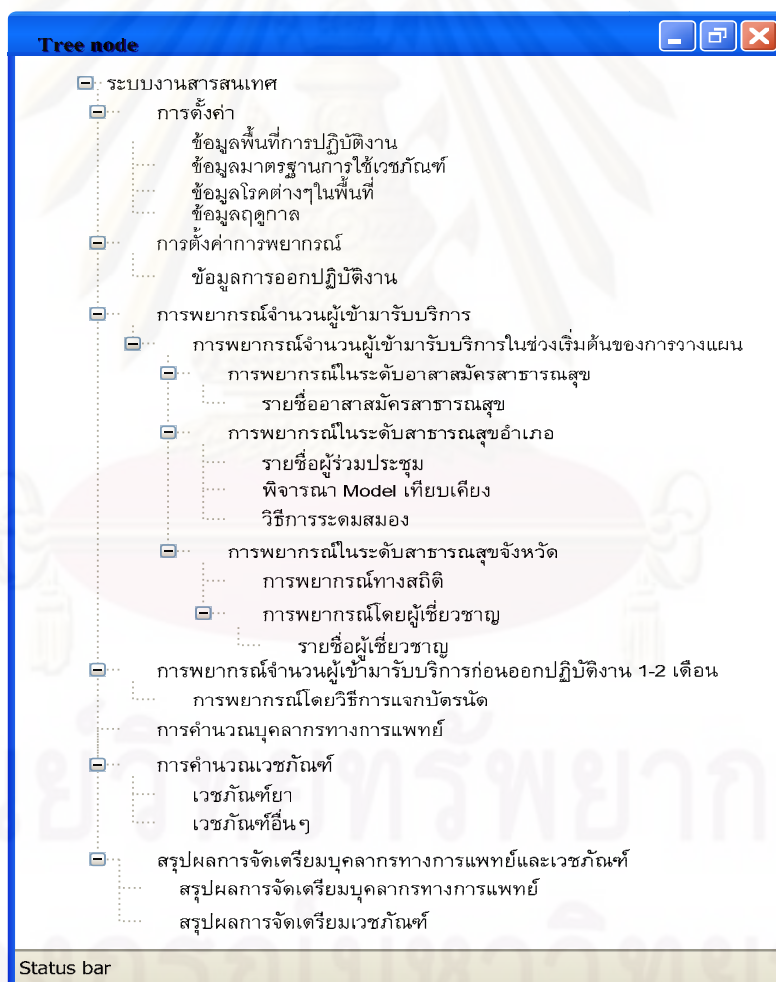 Tree node
ระบบงานสารสนเทศ
การตั้งค่า
ข้อมูลพื้นที่การปฏิบัติงาน
ข้อมูลมาตรฐานการใช้เวชภัณฑ์
ข้อมูลโรคต่างๆในพื้นที่
ข้อมูลฤดูกาล
การตั้งค่าการพยากรณ์
ข้อมูลการออกปฏิบัติงาน
การพยากรณ์จำนวนผู้เข้ามารับบริการ
การพยากรณ์จำนวนผู้เข้ามารับบริการในช่วงเริ่มต้นของการวางแผน
การพยากรณ์ในระดับอาสาสมัครสาธารณสุข
รายชื่ออาสาสมัครสาธารณสุข
การพยากรณ์ในระดับสาธารณสุขอำเภอ
รายชื่อผู้ร่วมประชุม
พิจารณา Model เทียบเคียง
วิธีการระดมสมอง
การพยากรณ์ในระดับสาธารณสุขจังหวัด
การพยากรณ์ทางสถิติ
การพยากรณ์โดยผู้เชี่ยวชาญ
รายชื่อผู้เชี่ยวชาญ
การพยากรณ์จำนวนผู้เข้ามารับบริการก่อนออกปฏิบัติงาน 1-2 เดือน
การพยากรณ์โดยวิธีการแจกบัตรนัด
การคำนวณบุคลากรทางการแพทย์
การคำนวณเวชภัณฑ์
เวชภัณฑ์ยา
เวชภัณฑ์อื่นๆ
สรุปผลการจัดเตรียมบุคลากรทางการแพทย์และเวชภัณฑ์
สรุปผลการจัดเตรียมบุคลากรทางการแพทย์
สรุปผลการจัดเตรียมเวชภัณฑ์
Status bar